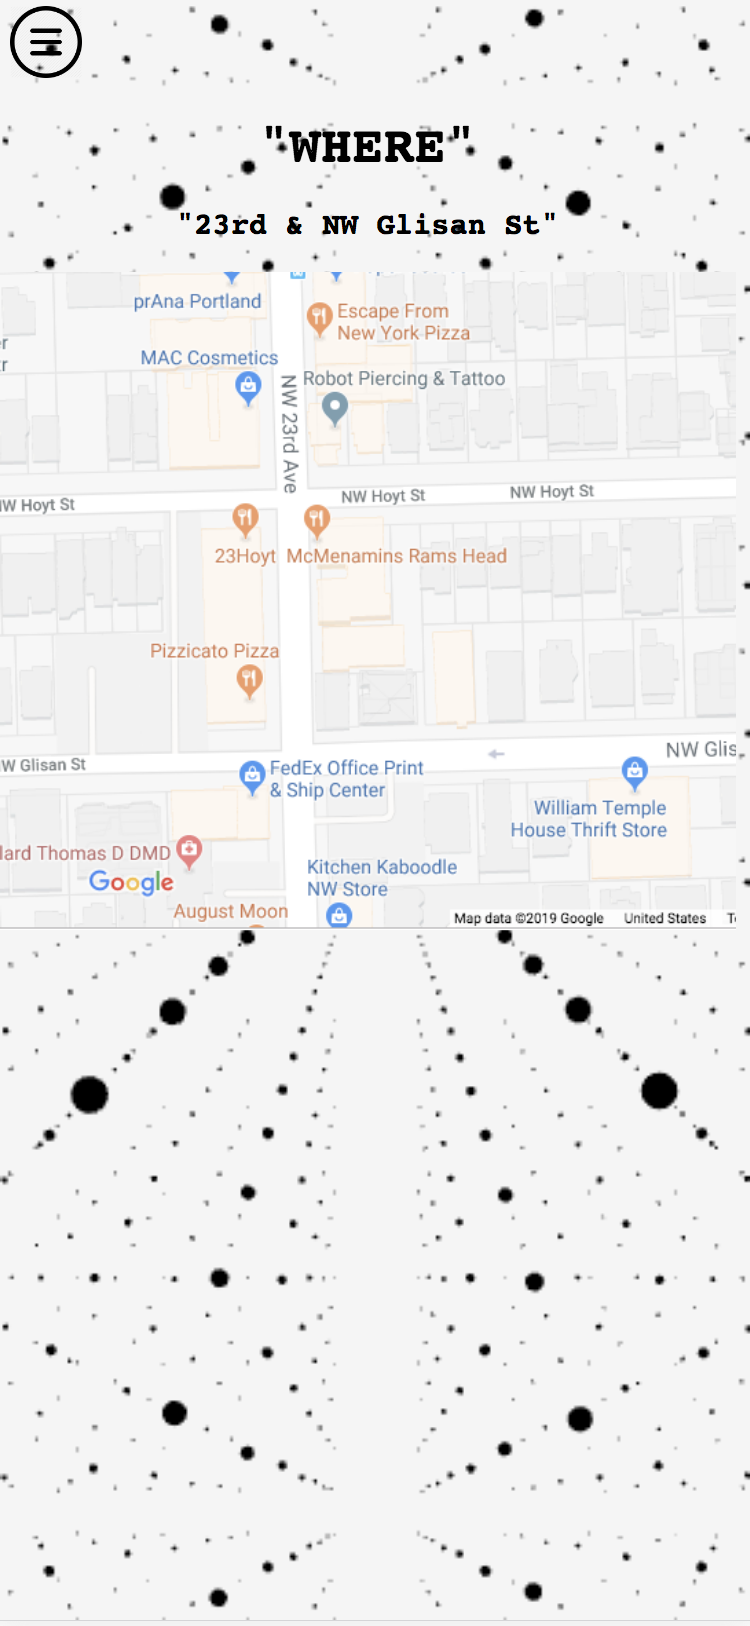 "WHERE"
"23rd & NW Glisan St"
prAna Portland
Escape From
New York Pizza
MAC Cosmetics
Robot Piercing & Tattoo
NW 23rd Ave
NW Hoyt St
NW Hoyt St
NW Hoyt St
23Hoyt
McMenamins Rams Head
Pizzicato Pizza
NW Glis
W Glisan St
FedEx Office Print
& Ship Center
William Temple
House Thrift Store
lard Thomas D DMD
Kitchen Kaboodle
NW Store
Google
August Moon
Map data ©2019 Google
United States